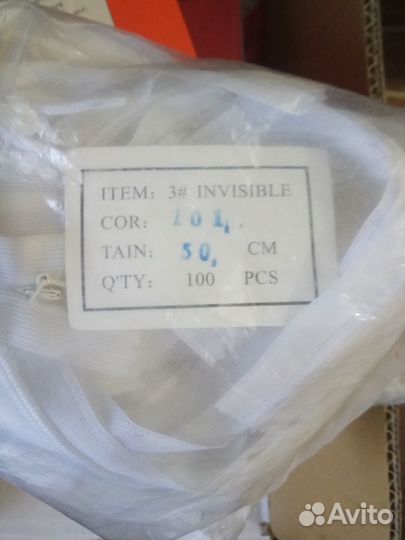 ITEM: 3# INVISIBLE
COR: 101,
TAIN: 50, CM
Q'TY: 100 PCS
Avito